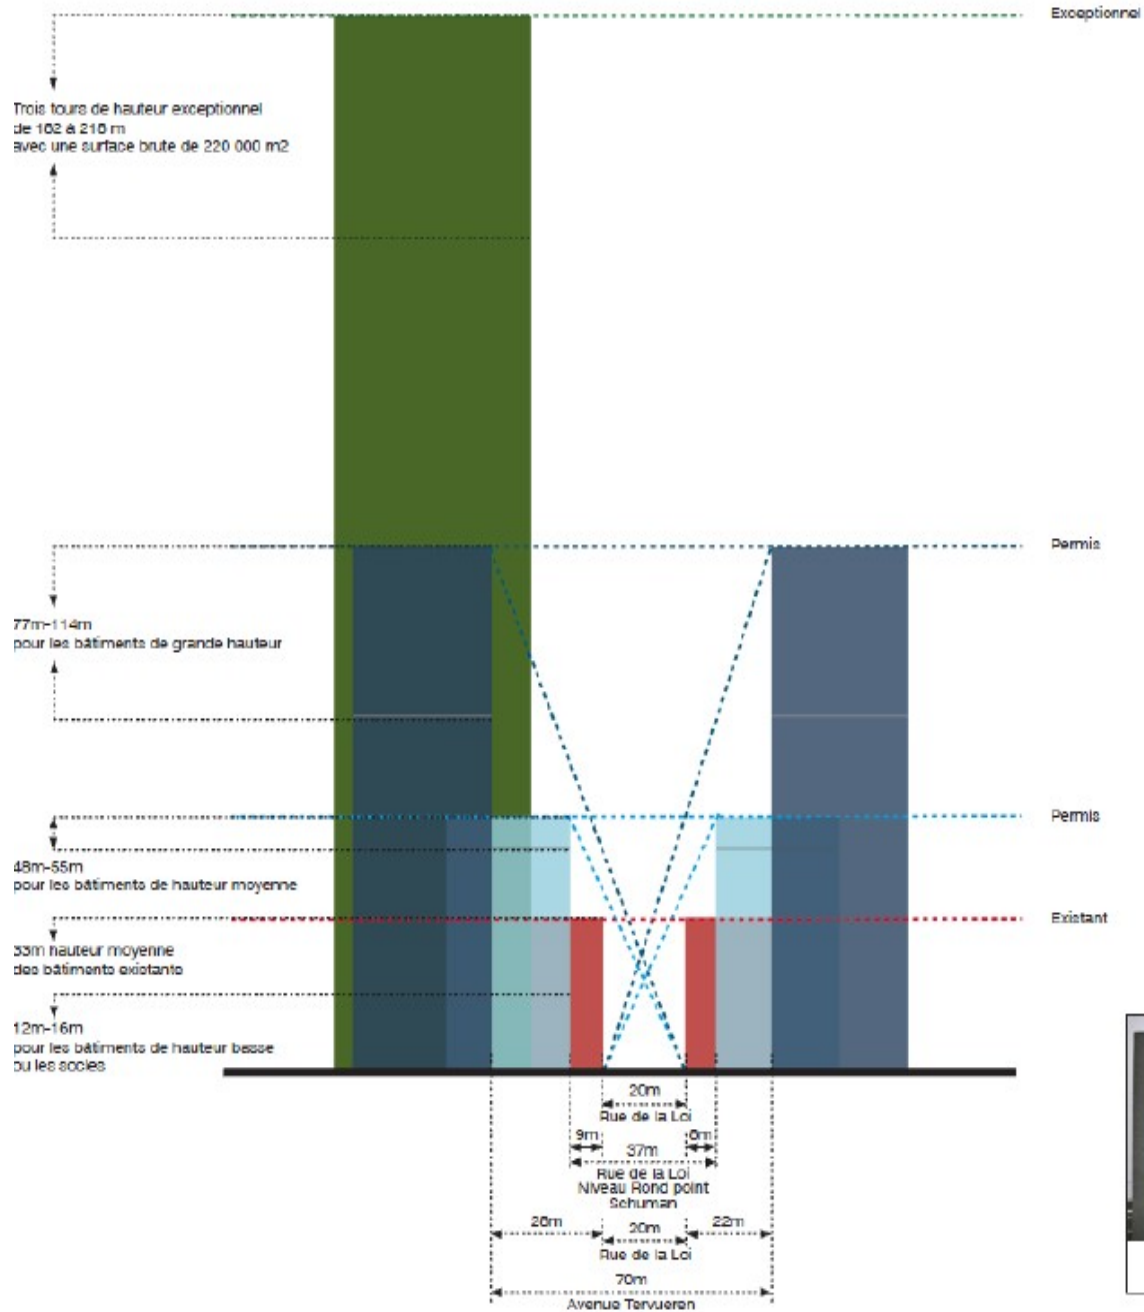 Exceptionnel
Trois tours de hauteur exceptionnel
de 162 à 216 m
avec une surface brute de 220 000 m2
Permis
77m-114m
pour les bâtiments de grande hauteur
Permis
48m-55m
pour les bâtiments de hauteur moyenne
Existant
33m hauteur moyenne
des bâtiments existants
12m-16m
pour les bâtiments de hauteur basse
ou les socles
20m
Rue de la Loi
9m
8m
37m
Rue de la Loi
Niveau Rond point
Schuman
28m
20m
22m
Rue de la Loi
70m
Avenue Tervueren